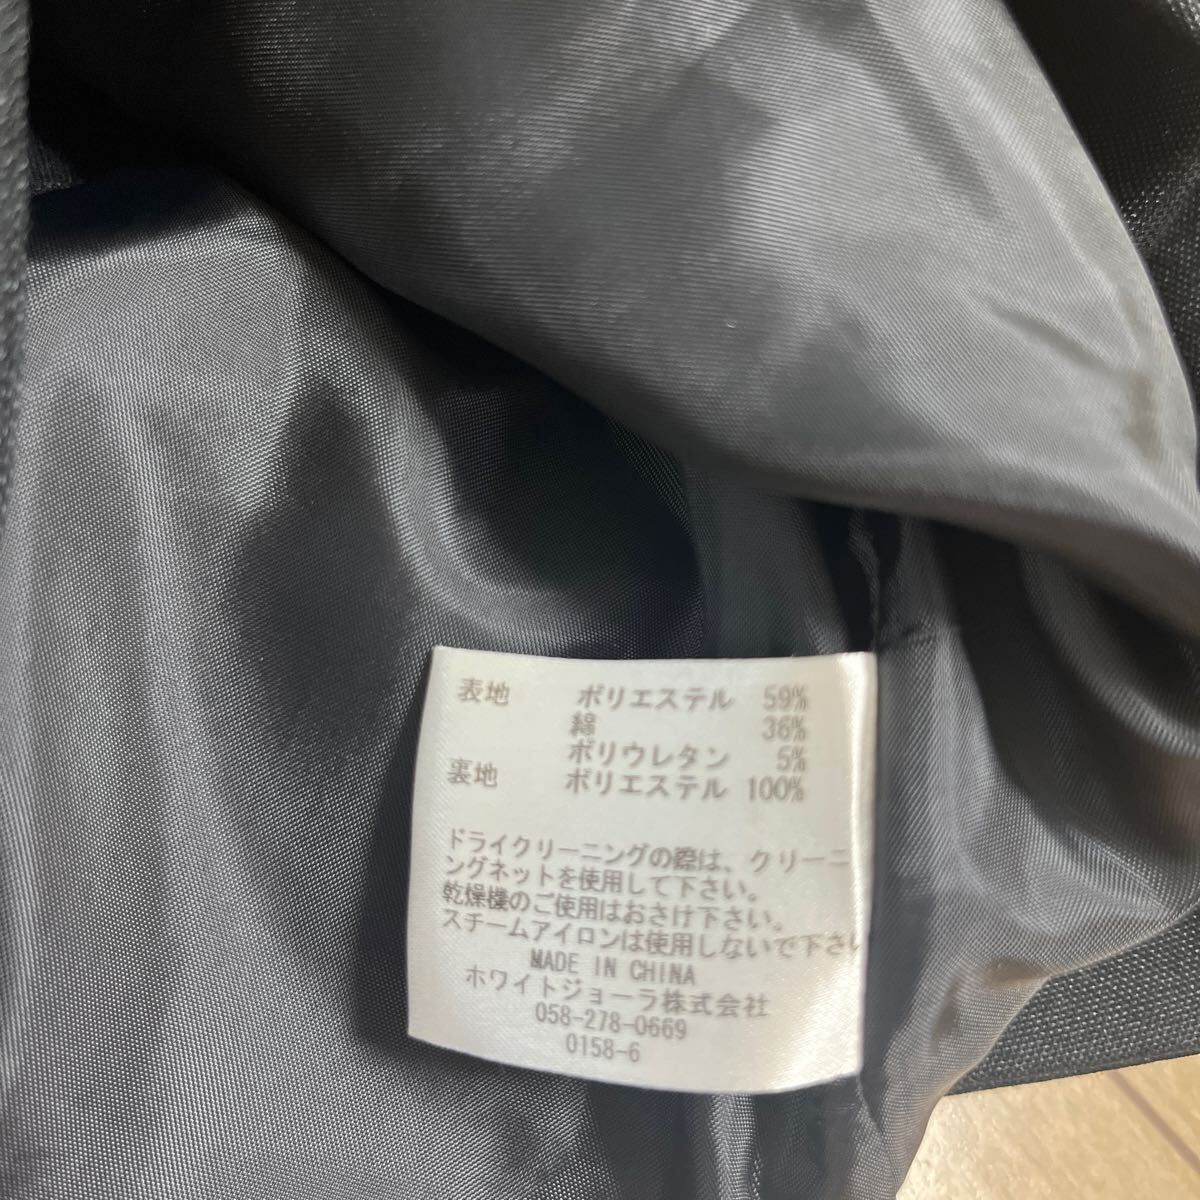 表地 ポリエステル 59%
綿 36%
ポリウレタン 5%
裏地 ポリエステル 100%
ドライクリーニングの際は、クリーニ
ングネットを使用して下さい。
乾燥機のご使用はおさけ下さい。
スチームアイロンは使用しないで下さい
MADE IN CHINA
ホワイトジョーラ株式会社
058-278-0669
0158-6